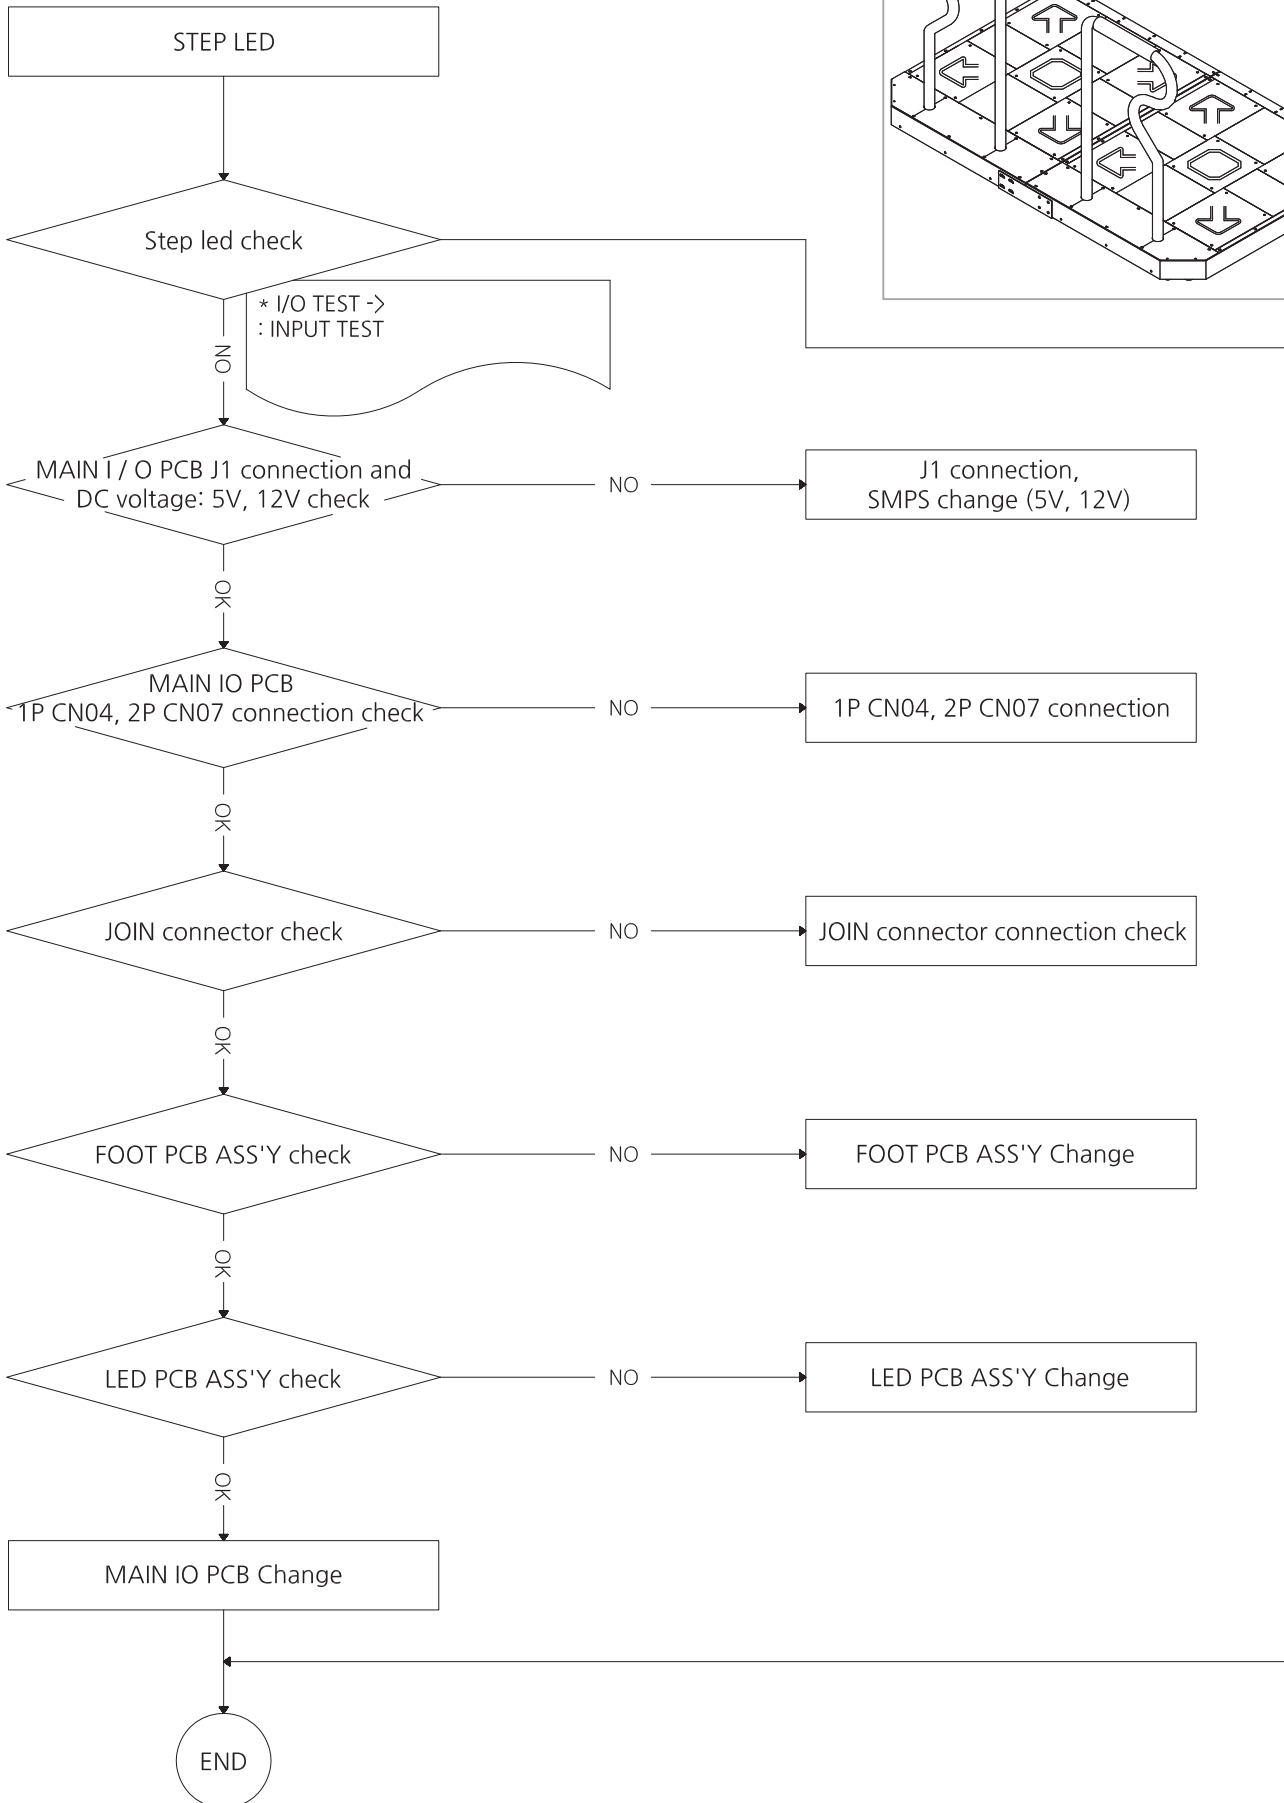 STEP LED
Step led check
* I/O TEST ->
: INPUT TEST
NO
MAIN I / O PCB J1 connection and
DC voltage: 5V, 12V check
NO
J1 connection,
SMPS change (5V, 12V)
OK
MAIN IO PCB
1P CN04, 2P CN07 connection check
NO
1P CN04, 2P CN07 connection
OK
JOIN connector check
NO
JOIN connector connection check
OK
FOOT PCB ASS'Y check
NO
FOOT PCB ASS'Y Change
OK
LED PCB ASS'Y check
NO
LED PCB ASS'Y Change
OK
MAIN IO PCB Change
END